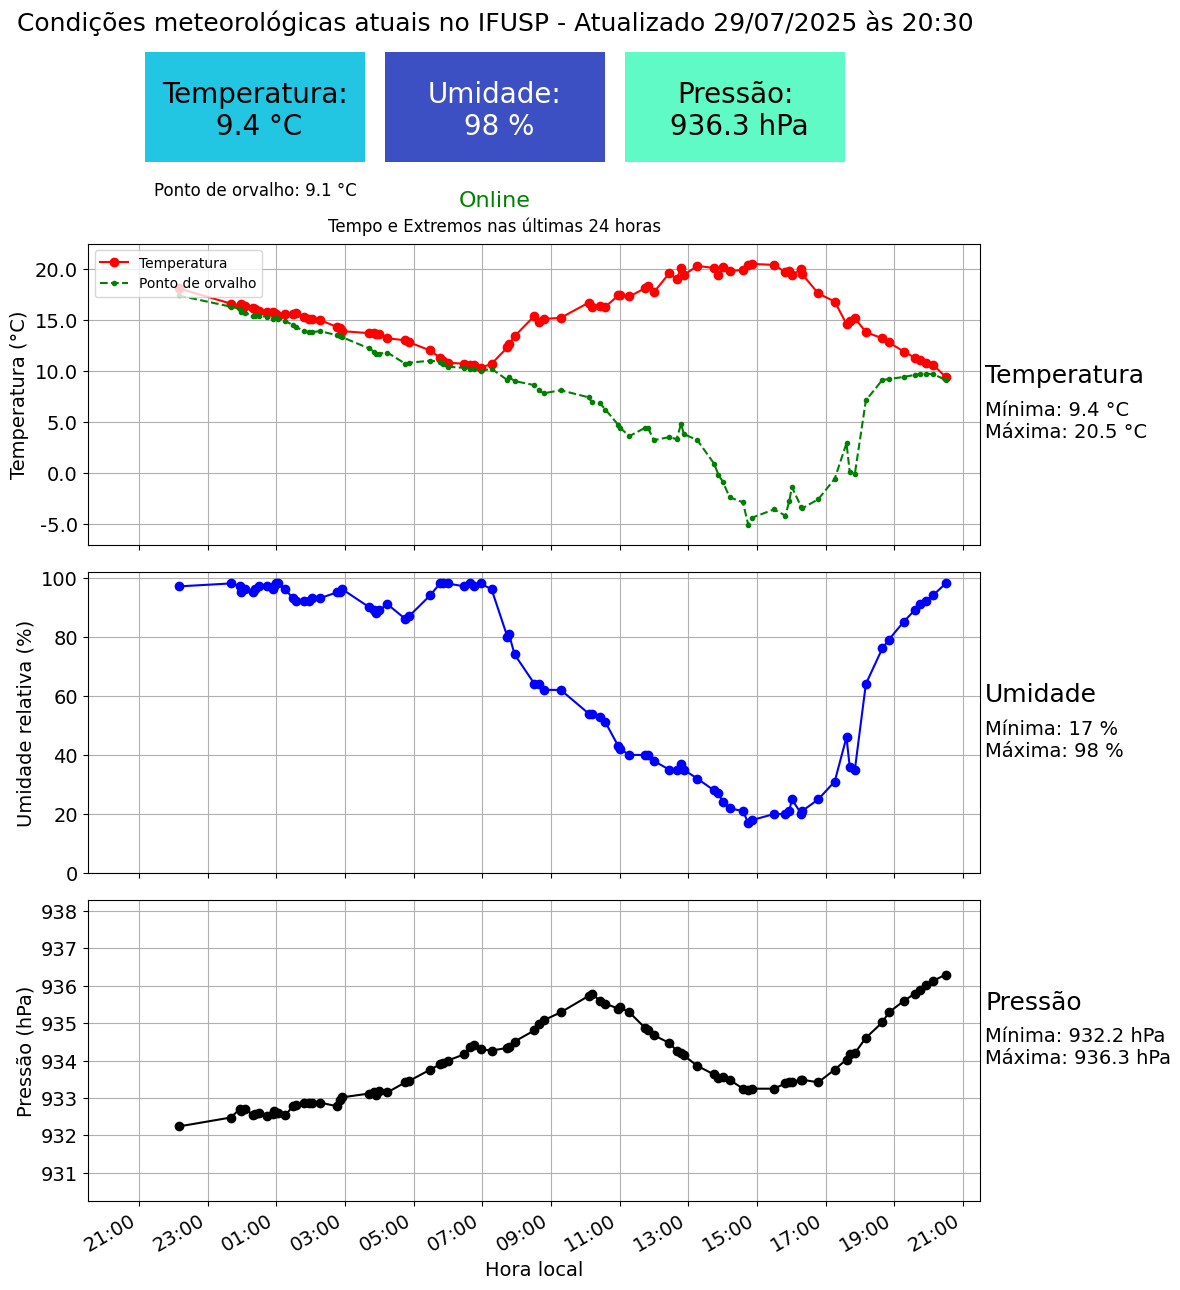 Condições meteorológicas atuais no IFUSP - Atualizado 29/07/2025 às 20:30
Temperatura:
9.4 °C
Umidade:
98 %
Pressão:
936.3 hPa
Ponto de orvalho: 9.1 °C
Online
Tempo e Extremos nas últimas 24 horas
Temperatura
Ponto de orvalho
Temperatura (°C)
20.0
15.0
10.0
5.0
0.0
-5.0
Temperatura
Mínima: 9.4 °C
Máxima: 20.5 °C
Umidade relativa (%)
100
80
60
40
20
0
Umidade
Mínima: 17 %
Máxima: 98 %
Pressão (hPa)
938
937
936
935
934
933
932
931
Pressão
Mínima: 932.2 hPa
Máxima: 936.3 hPa
21:00 23:00 01:00 03:00 05:00 07:00 09:00 11:00 13:00 15:00 17:00 19:00 21:00
Hora local